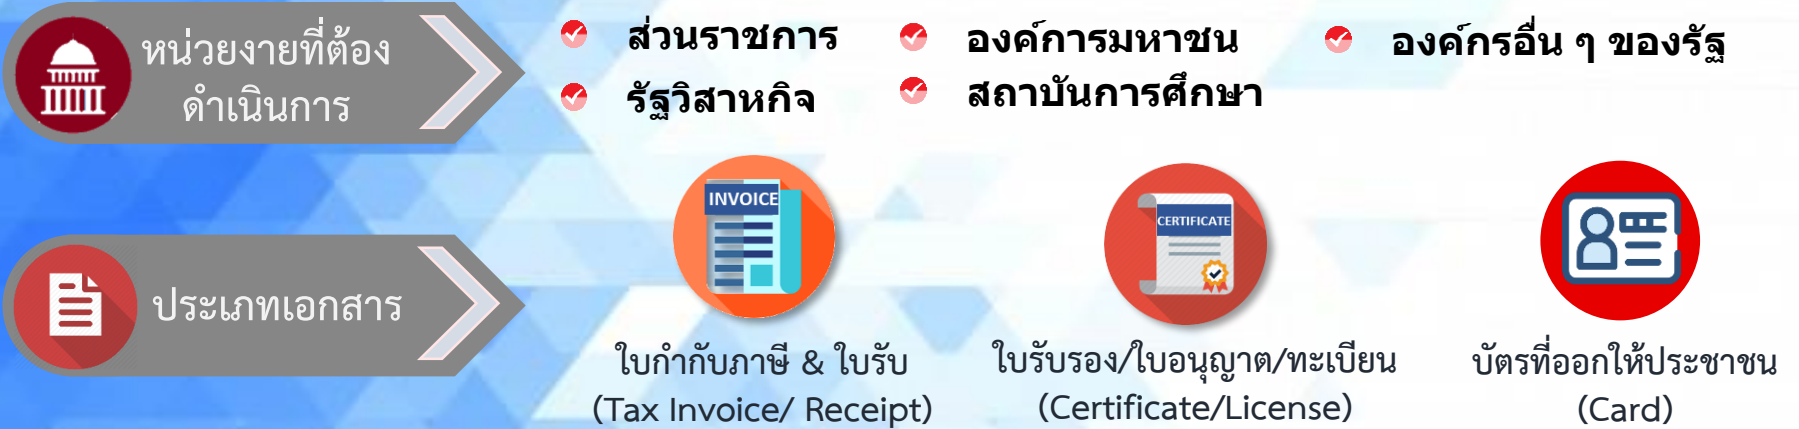 หน่วยงายที่ต้อง
ดำเนินการ
ส่วนราชการ
องค์การมหาชน
องค์กรอื่น ๆ ของรัฐ
รัฐวิสาหกิจ
สถาบันการศึกษา
ประเภทเอกสาร
INVOICE
CERTIFICATE
ใบกำกับภาษี & ใบรับ
(Tax Invoice/ Receipt)
ใบรับรอง/ใบอนุญาต/ทะเบียน
(Certificate/License)
บัตรที่ออกให้ประชาชน
(Card)